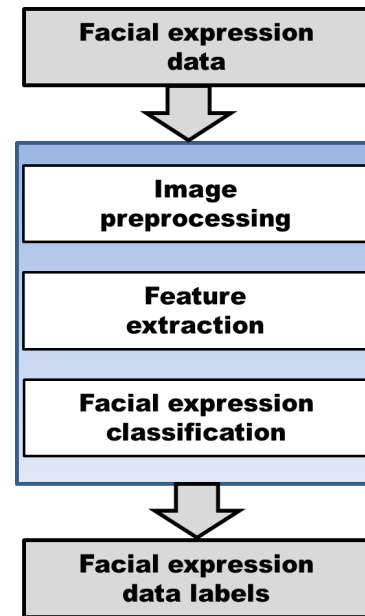 Facial expression
data
Image
preprocessing
Feature
extraction
Facial expression
classification
Facial expression
data labels